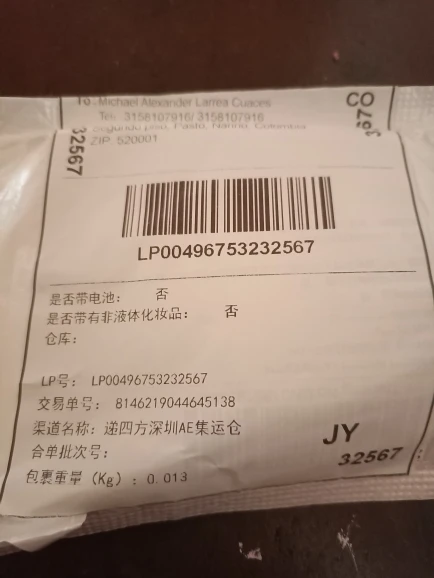 To: Michael Alexander Larrea Cuaces
Tel: 3158107916/ 3158107916
Segundo piso, Pasto, Narino, Colombia
ZIP 520001
CO
32567
LP00496753232567
是否带电池： 否
是否带有非液体化妆品： 否
仓库：
LP号： LP00496753232567
交易单号： 8146219044645138
渠道名称：递四方深圳AE集运仓
合单批次号：
包裹重量（Kg）：0.013
JY
32567